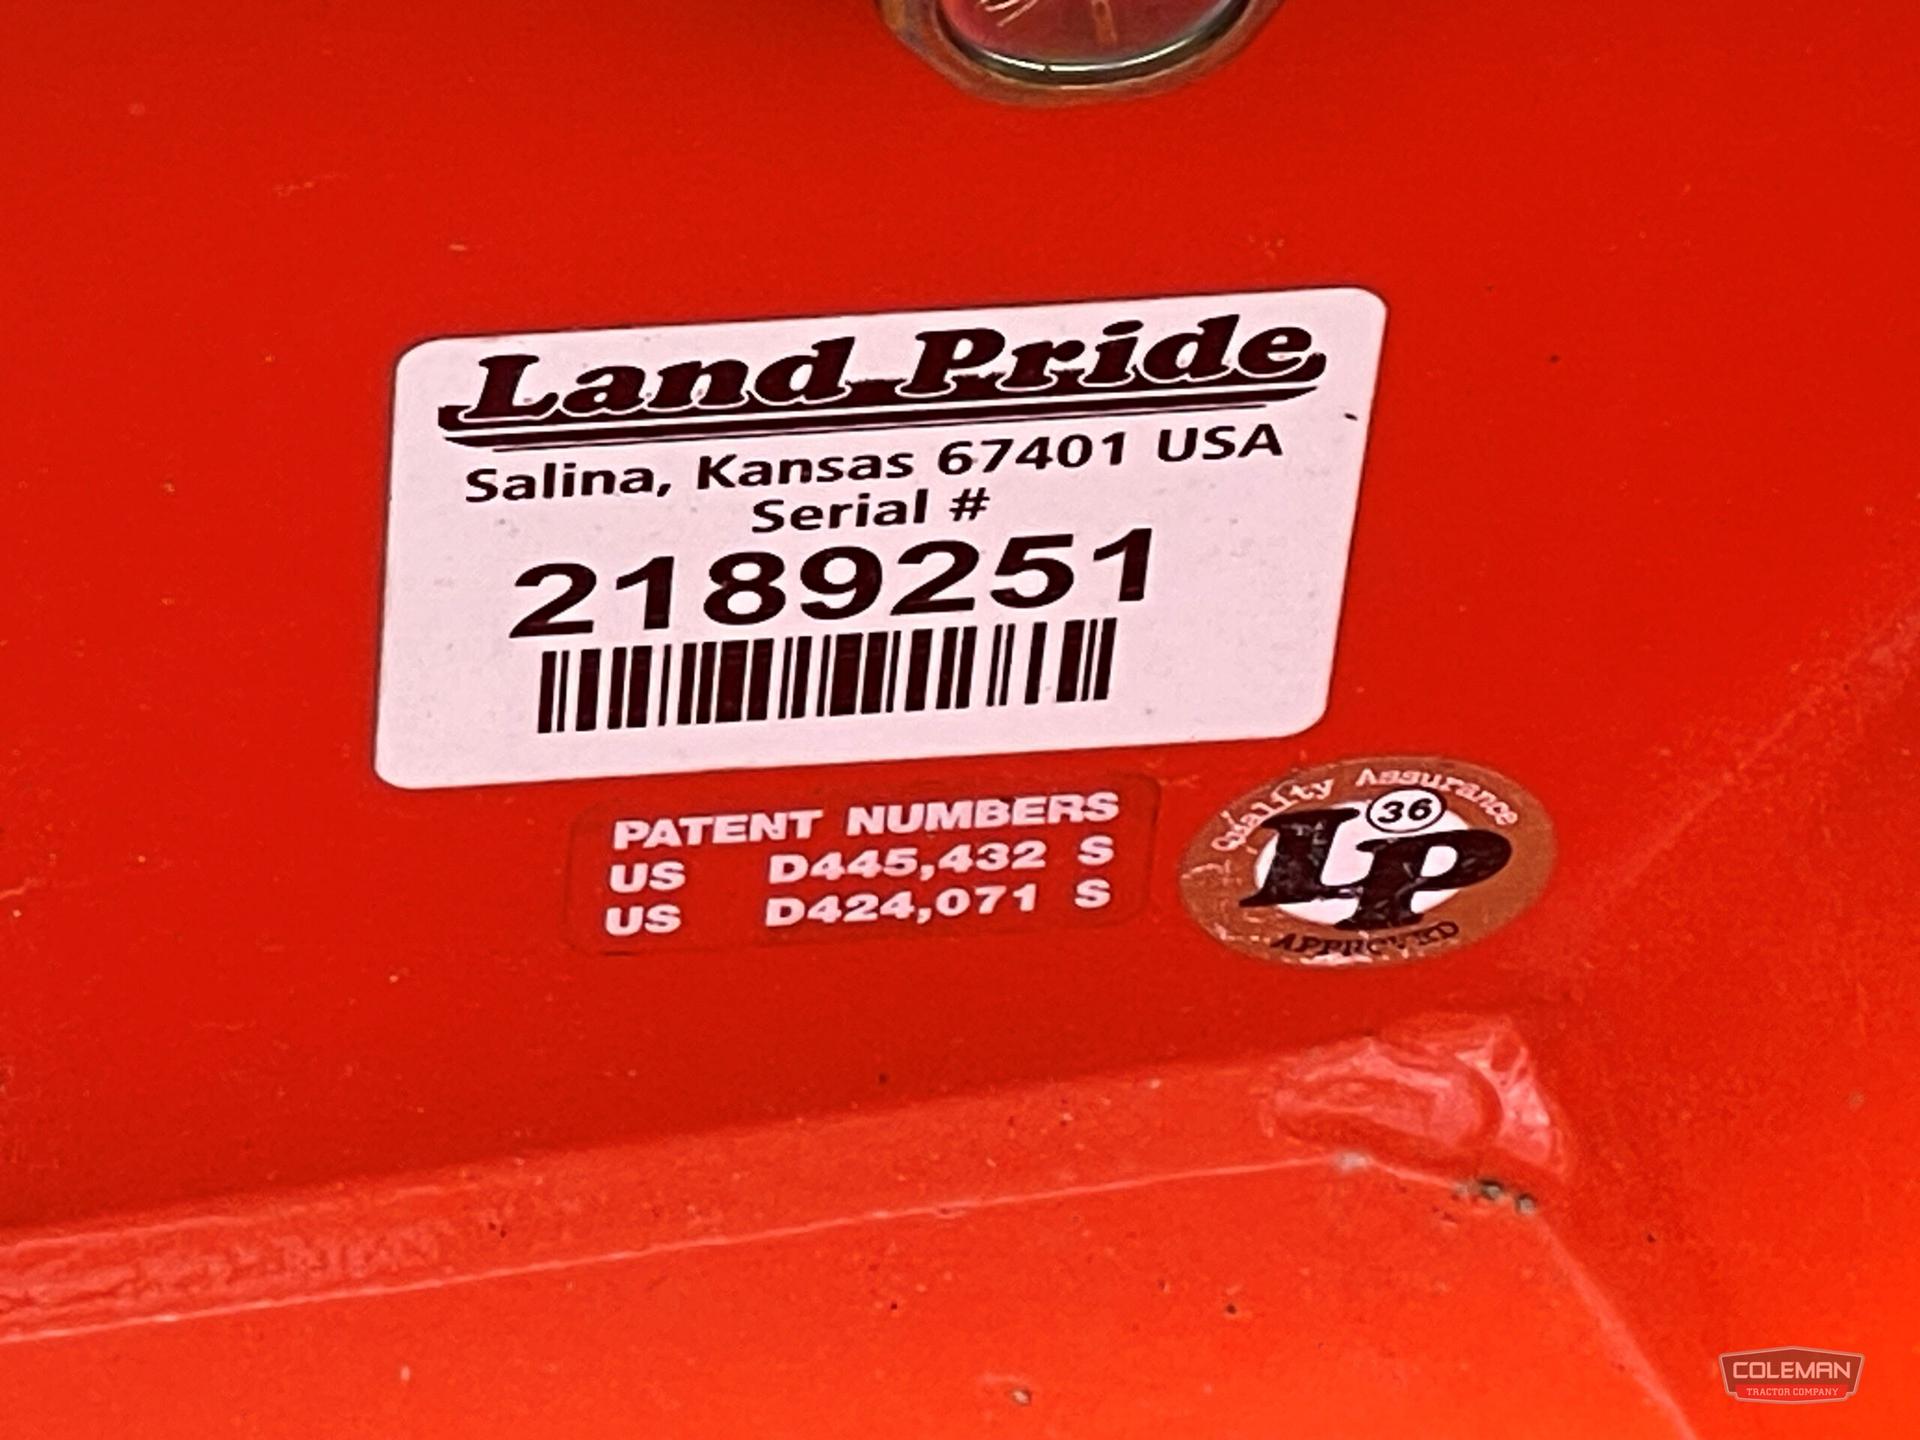 Land Pride
Salina, Kansas 67401 USA
Serial #
2189251
PATENT NUMBERS
US D445,432 S
US D424,071 S
Quality Assurance
36
LP
APPROVED
COLEMAN
TRACTOR COMPANY